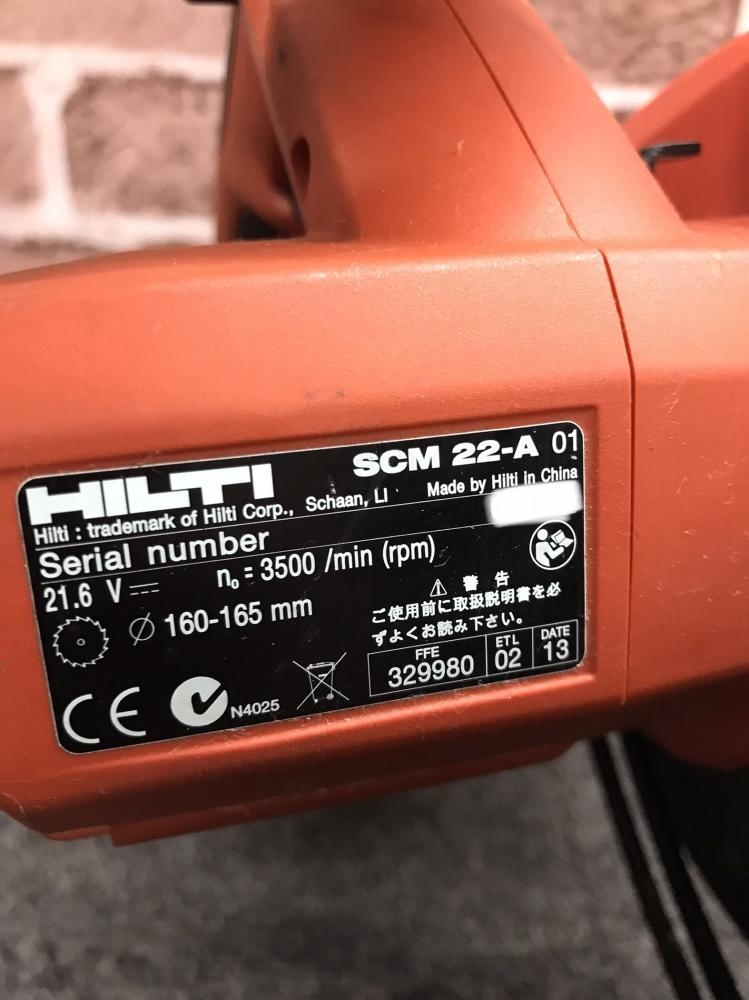 HILTI
SCM 22-A 01
Hilti : trademark of Hilti Corp., Schaan, LI
Made by Hilti in China
Serial number
21.6 V
n₀ = 3500 /min (rpm)
Ø 160-165 mm
⚠ 警告
ご使用前に取扱説明書を必
ずよくお読み下さい。
FFE
329980
ETL
02
DATE
13
CE
N4025